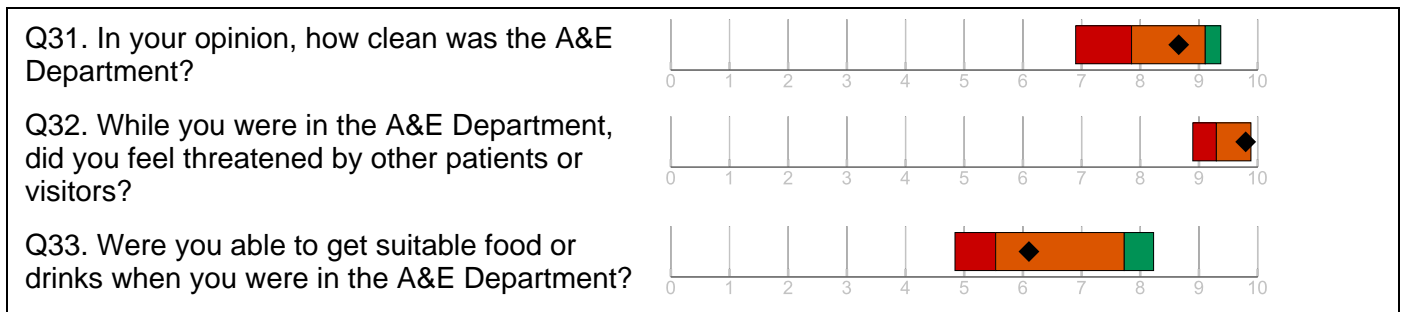 Q31. In your opinion, how clean was the A&E
Department?
0 1 2 3 4 5 6 7 8 9 10
Q32. While you were in the A&E Department,
did you feel threatened by other patients or
visitors?
0 1 2 3 4 5 6 7 8 9 10
Q33. Were you able to get suitable food or
drinks when you were in the A&E Department?
0 1 2 3 4 5 6 7 8 9 10